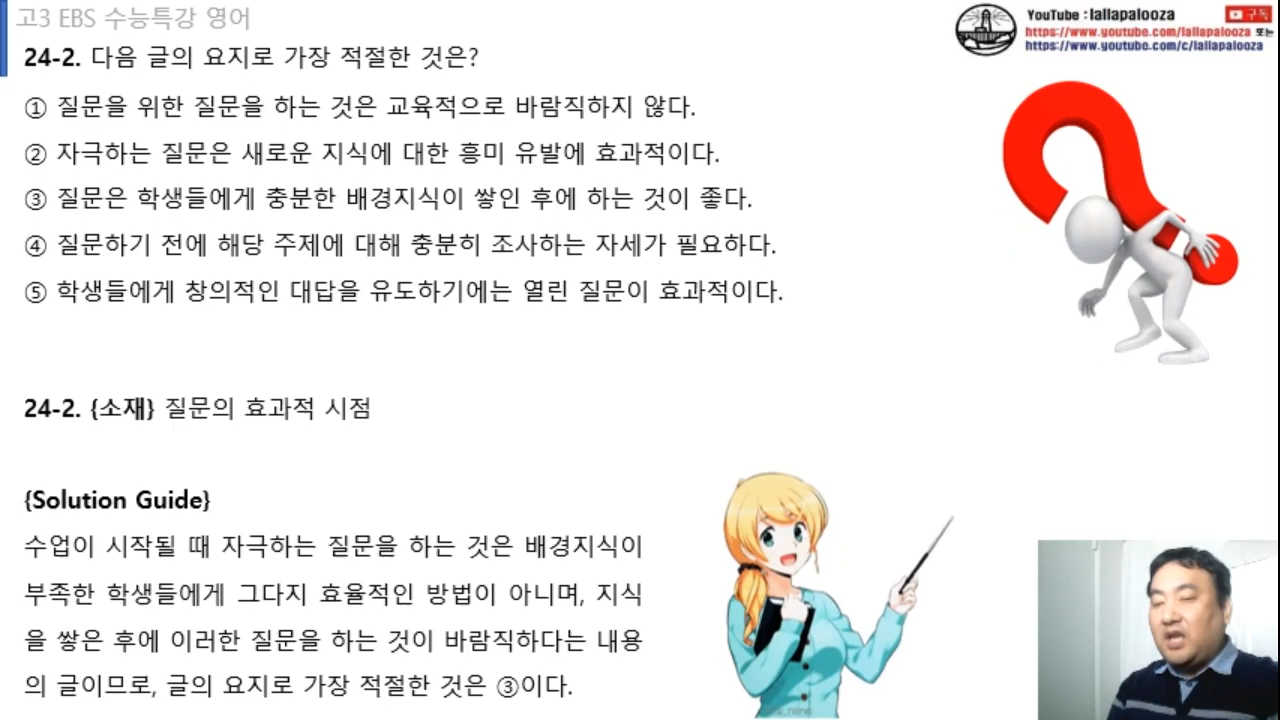 고3 EBS 수능특강 영어
YouTube : lallapalooza
구독
https://www.youtube.com/lallapalooza 또는
https://www.youtube.com/c/lallapalooza
24-2. 다음 글의 요지로 가장 적절한 것은?
① 질문을 위한 질문을 하는 것은 교육적으로 바람직하지 않다.
② 자극하는 질문은 새로운 지식에 대한 흥미 유발에 효과적이다.
③ 질문은 학생들에게 충분한 배경지식이 쌓인 후에 하는 것이 좋다.
④ 질문하기 전에 해당 주제에 대해 충분히 조사하는 자세가 필요하다.
⑤ 학생들에게 창의적인 대답을 유도하기에는 열린 질문이 효과적이다.
24-2. {소재} 질문의 효과적 시점
{Solution Guide}
수업이 시작될 때 자극하는 질문을 하는 것은 배경지식이
부족한 학생들에게 그다지 효율적인 방법이 아니며, 지식
을 쌓은 후에 이러한 질문을 하는 것이 바람직하다는 내용
의 글이므로, 글의 요지로 가장 적절한 것은 ③이다.